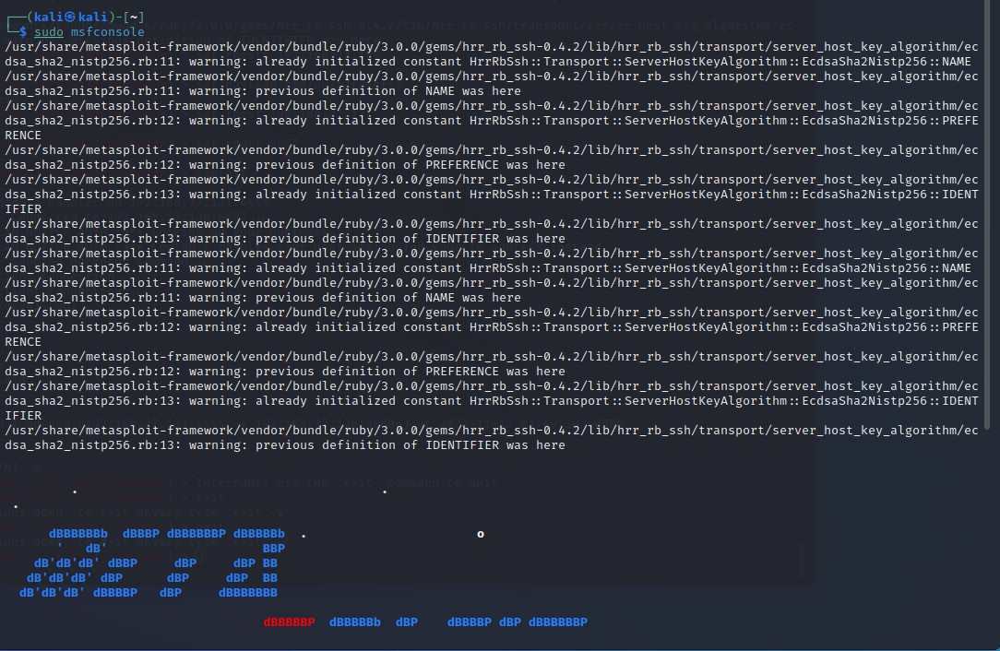 ┌──(kali㉿kali)-[~]
└─$ sudo msfconsole
/usr/share/metasploit-framework/vendor/bundle/ruby/3.0.0/gems/hrr_rb_ssh-0.4.2/lib/hrr_rb_ssh/transport/server_host_key_algorithm/ec
dsa_sha2_nistp256.rb:11: warning: already initialized constant HrrRbSsh::Transport::ServerHostKeyAlgorithm::EcdsaSha2Nistp256::NAME
/usr/share/metasploit-framework/vendor/bundle/ruby/3.0.0/gems/hrr_rb_ssh-0.4.2/lib/hrr_rb_ssh/transport/server_host_key_algorithm/ec
dsa_sha2_nistp256.rb:11: warning: previous definition of NAME was here
/usr/share/metasploit-framework/vendor/bundle/ruby/3.0.0/gems/hrr_rb_ssh-0.4.2/lib/hrr_rb_ssh/transport/server_host_key_algorithm/ec
dsa_sha2_nistp256.rb:12: warning: already initialized constant HrrRbSsh::Transport::ServerHostKeyAlgorithm::EcdsaSha2Nistp256::PREFE
RENCE
/usr/share/metasploit-framework/vendor/bundle/ruby/3.0.0/gems/hrr_rb_ssh-0.4.2/lib/hrr_rb_ssh/transport/server_host_key_algorithm/ec
dsa_sha2_nistp256.rb:12: warning: previous definition of PREFERENCE was here
/usr/share/metasploit-framework/vendor/bundle/ruby/3.0.0/gems/hrr_rb_ssh-0.4.2/lib/hrr_rb_ssh/transport/server_host_key_algorithm/ec
dsa_sha2_nistp256.rb:13: warning: already initialized constant HrrRbSsh::Transport::ServerHostKeyAlgorithm::EcdsaSha2Nistp256::IDENT
IFIER
/usr/share/metasploit-framework/vendor/bundle/ruby/3.0.0/gems/hrr_rb_ssh-0.4.2/lib/hrr_rb_ssh/transport/server_host_key_algorithm/ec
dsa_sha2_nistp256.rb:13: warning: previous definition of IDENTIFIER was here
/usr/share/metasploit-framework/vendor/bundle/ruby/3.0.0/gems/hrr_rb_ssh-0.4.2/lib/hrr_rb_ssh/transport/server_host_key_algorithm/ec
dsa_sha2_nistp256.rb:11: warning: already initialized constant HrrRbSsh::Transport::ServerHostKeyAlgorithm::EcdsaSha2Nistp256::NAME
/usr/share/metasploit-framework/vendor/bundle/ruby/3.0.0/gems/hrr_rb_ssh-0.4.2/lib/hrr_rb_ssh/transport/server_host_key_algorithm/ec
dsa_sha2_nistp256.rb:11: warning: previous definition of NAME was here
/usr/share/metasploit-framework/vendor/bundle/ruby/3.0.0/gems/hrr_rb_ssh-0.4.2/lib/hrr_rb_ssh/transport/server_host_key_algorithm/ec
dsa_sha2_nistp256.rb:12: warning: already initialized constant HrrRbSsh::Transport::ServerHostKeyAlgorithm::EcdsaSha2Nistp256::PREFE
RENCE
/usr/share/metasploit-framework/vendor/bundle/ruby/3.0.0/gems/hrr_rb_ssh-0.4.2/lib/hrr_rb_ssh/transport/server_host_key_algorithm/ec
dsa_sha2_nistp256.rb:12: warning: previous definition of PREFERENCE was here
/usr/share/metasploit-framework/vendor/bundle/ruby/3.0.0/gems/hrr_rb_ssh-0.4.2/lib/hrr_rb_ssh/transport/server_host_key_algorithm/ec
dsa_sha2_nistp256.rb:13: warning: already initialized constant HrrRbSsh::Transport::ServerHostKeyAlgorithm::EcdsaSha2Nistp256::IDENT
IFIER
/usr/share/metasploit-framework/vendor/bundle/ruby/3.0.0/gems/hrr_rb_ssh-0.4.2/lib/hrr_rb_ssh/transport/server_host_key_algorithm/ec
dsa_sha2_nistp256.rb:13: warning: previous definition of IDENTIFIER was here
. .
.
dBBBBBBb  dBBBP dBBBBBBP dBBBBBb  .                       o
'   dB'                     BBP
dB'dB'dB' dBBP     dBP     dBP BB
dB'dB'dB' dBP      dBP     dBP  BB
dB'dB'dB' dBBBBP   dBP     dBBBBBBB
dBBBBBP  dBBBBBb  dBP    dBBBBP dBP dBBBBBBP